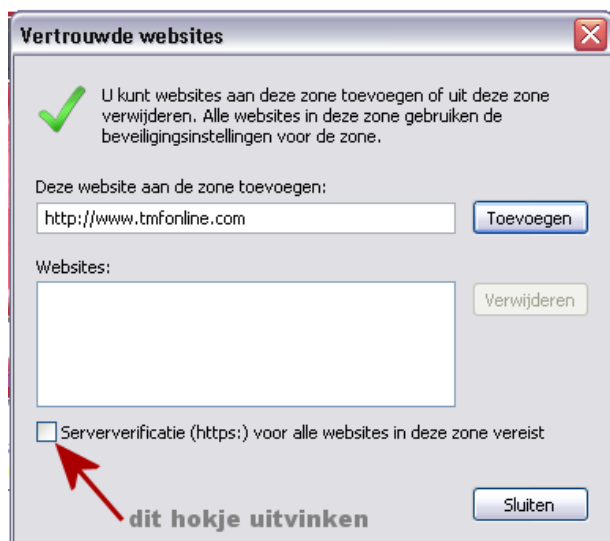 Vertrouwde websites
U kunt websites aan deze zone toevoegen of uit deze zone
verwijderen. Alle websites in deze zone gebruiken de
beveiligingsinstellingen voor de zone.
Deze website aan de zone toevoegen:
http://www.tmfonline.com
Toevoegen
Websites:
Verwijderen
Serververificatie (https:) voor alle websites in deze zone vereist
dit hokje uitvinken
Sluiten